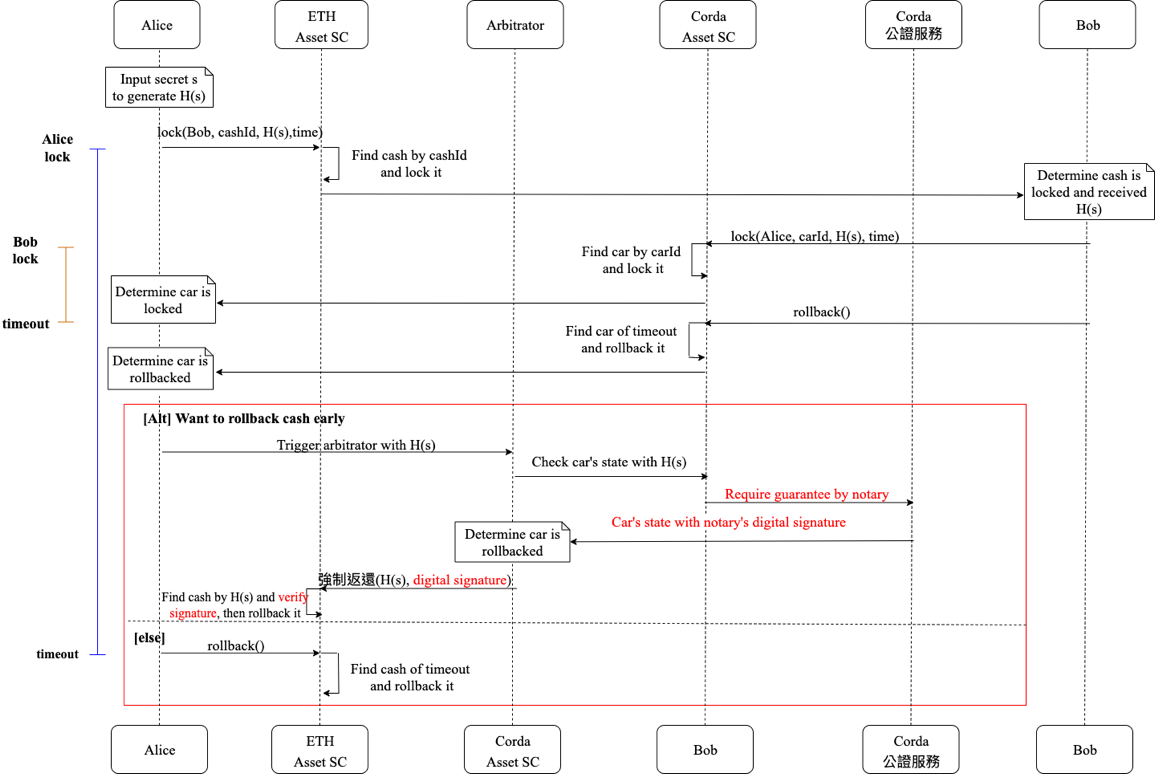 Alice
ETH
Asset SC
Arbitrator
Corda
Asset SC
Corda
公證服務
Bob
Input secret s
to generate H(s)
Alice
lock
lock(Bob, cashId, H(s),time)
Find cash by cashId
and lock it
Determine cash is
locked and received
H(s)
Bob
lock
lock(Alice, carId, H(s), time)
Find car by carId
and lock it
Determine car is
locked
timeout
rollback()
Find car of timeout
and rollback it
Determine car is
rollbacked
[Alt] Want to rollback cash early
Trigger arbitrator with H(s)
Check car's state with H(s)
Require guarantee by notary
Car's state with notary's digital signature
Determine car is
rollbacked
強制返還(H(s), digital signature)
Find cash by H(s) and verify
signature, then rollback it
[else]
timeout
rollback()
Find cash of timeout
and rollback it
Alice
ETH
Asset SC
Corda
Asset SC
Bob
Corda
公證服務
Bob